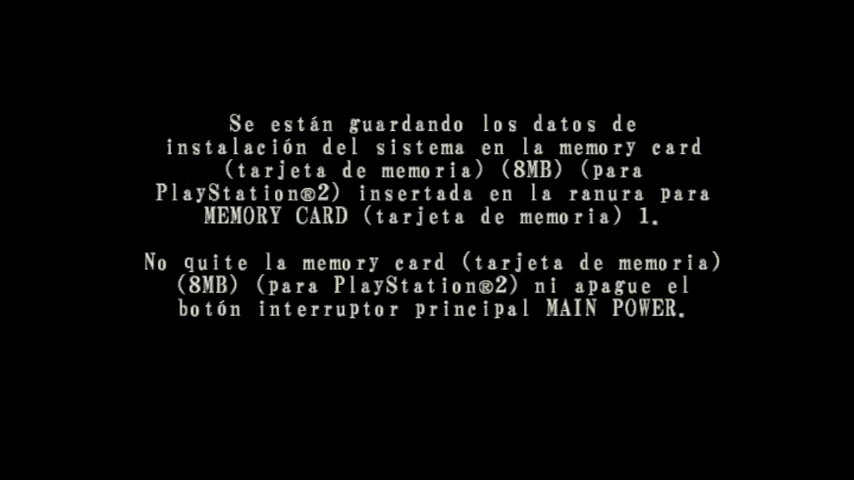 Se están guardando los datos de
instalación del sistema en la memory card
(tarjeta de memoria) (8MB) (para
PlayStation®2) insertada en la ranura para
MEMORY CARD (tarjeta de memoria) 1.
No quite la memory card (tarjeta de memoria)
(8MB) (para PlayStation®2) ni apague el
botón interruptor principal MAIN POWER.